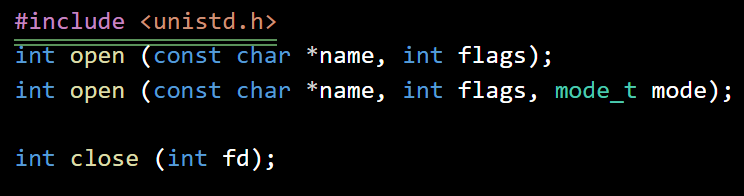 #include <unistd.h>
int open (const char *name, int flags);
int open (const char *name, int flags, mode_t mode);
int close (int fd);